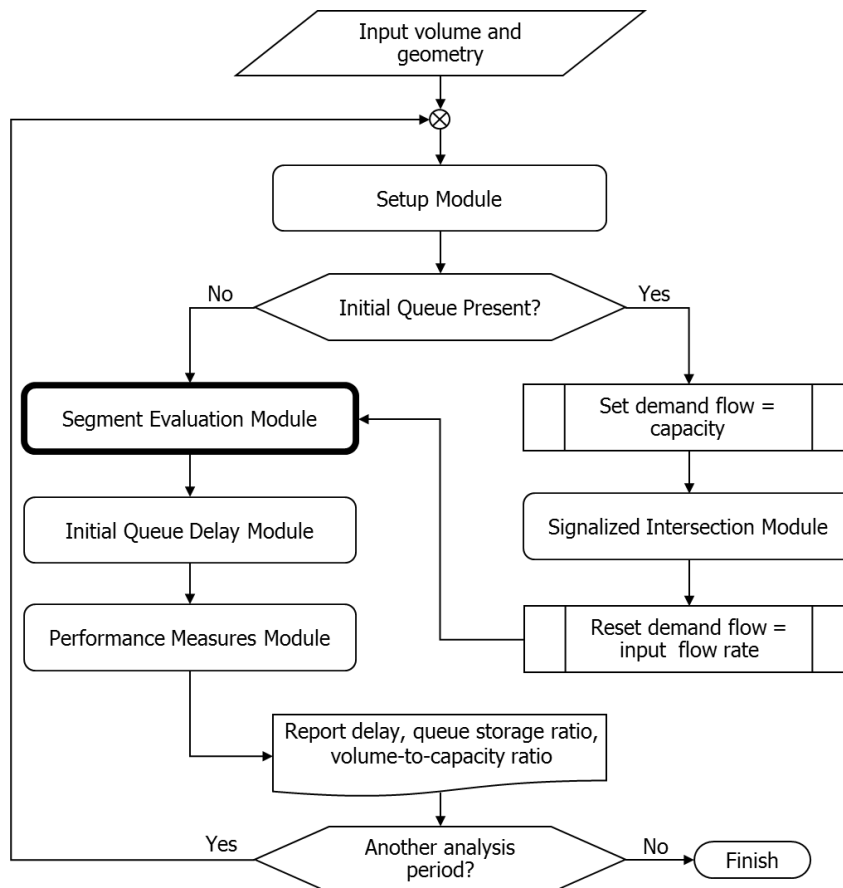 Input volume and
geometry
Setup Module
No
Initial Queue Present?
Yes
Segment Evaluation Module
Set demand flow =
capacity
Initial Queue Delay Module
Signalized Intersection Module
Performance Measures Module
Reset demand flow =
input flow rate
Report delay, queue storage ratio,
volume-to-capacity ratio
Yes
Another analysis
period?
No
Finish